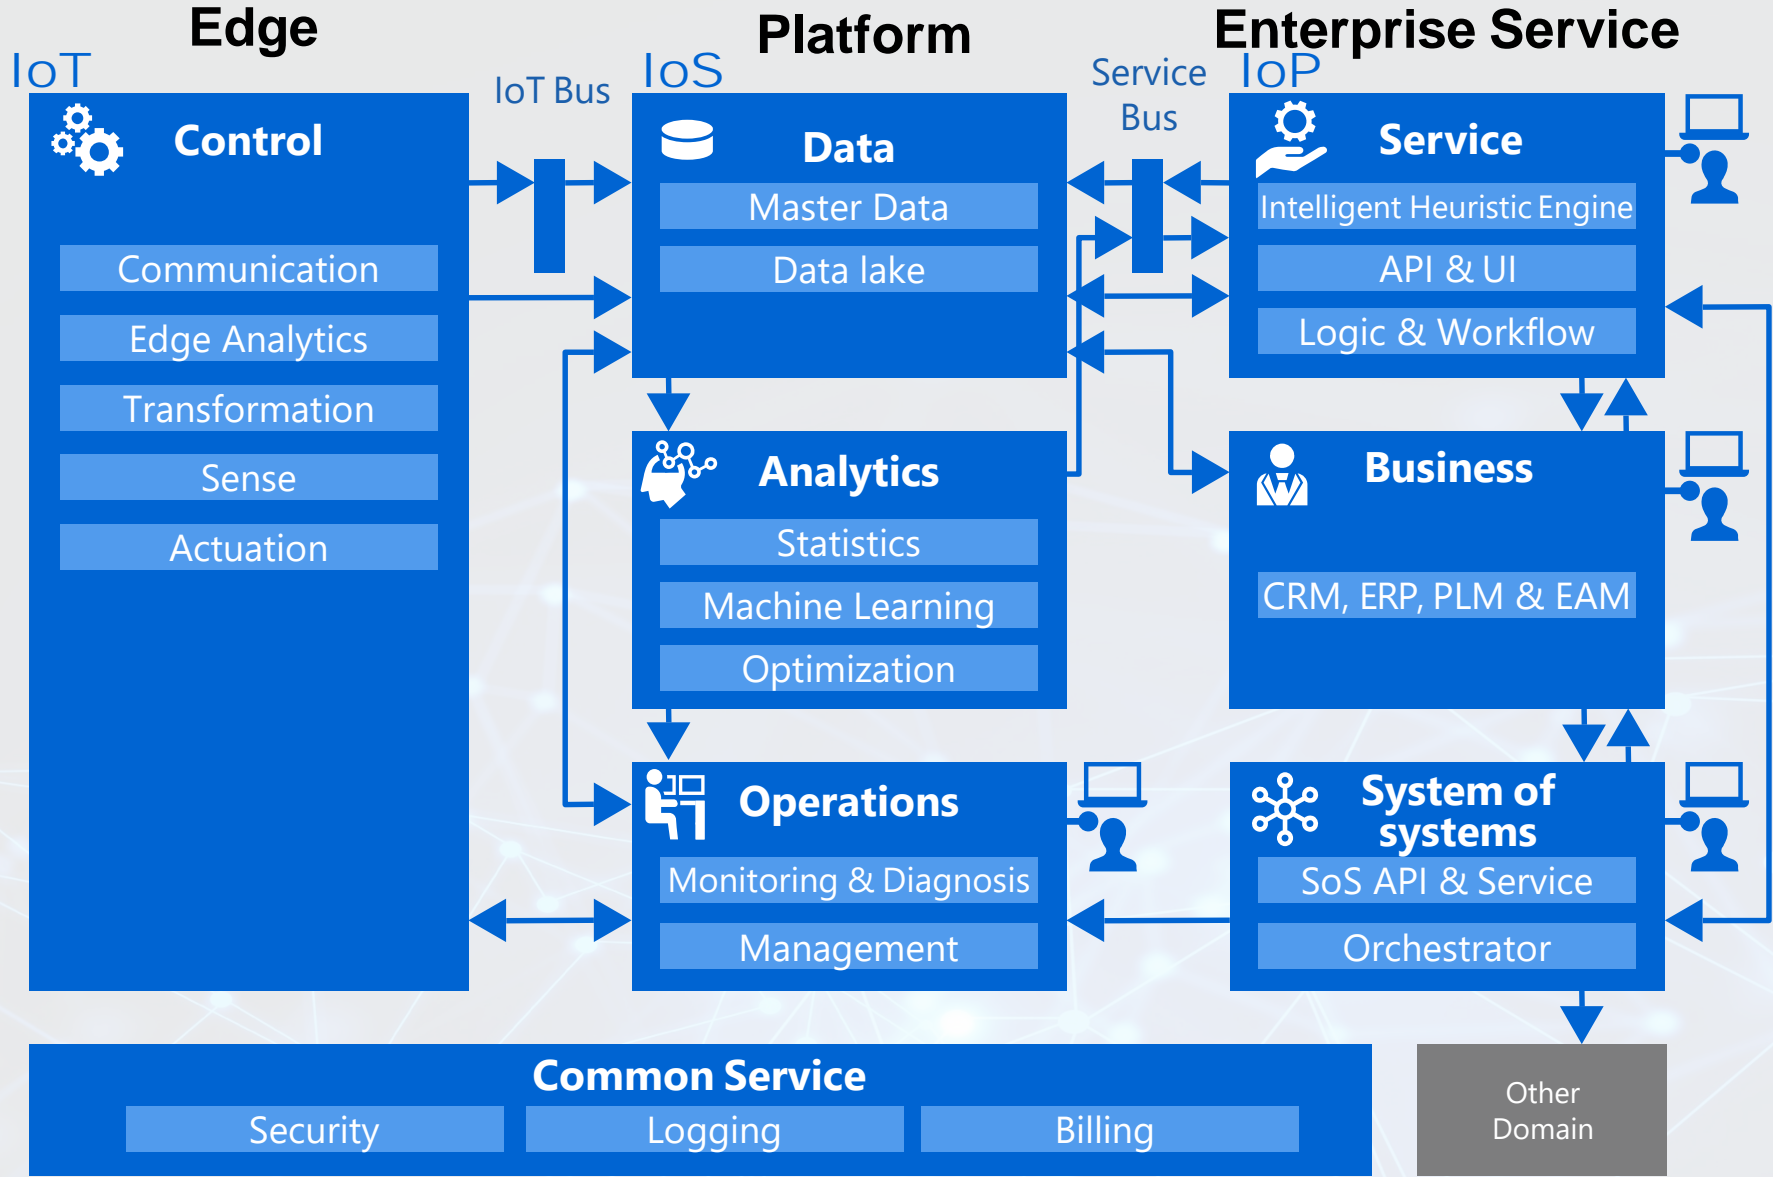 Edge
Platform
Enterprise Service
IoT
IoT Bus
IoS
Service
Bus
IoP
Control
Communication
Edge Analytics
Transformation
Sense
Actuation
Data
Master Data
Data lake
Analytics
Statistics
Machine Learning
Optimization
Operations
Monitoring & Diagnosis
Management
Service
Intelligent Heuristic Engine
API & UI
Logic & Workflow
Business
CRM, ERP, PLM & EAM
System of
systems
SoS API & Service
Orchestrator
Common Service
Security
Logging
Billing
Other
Domain